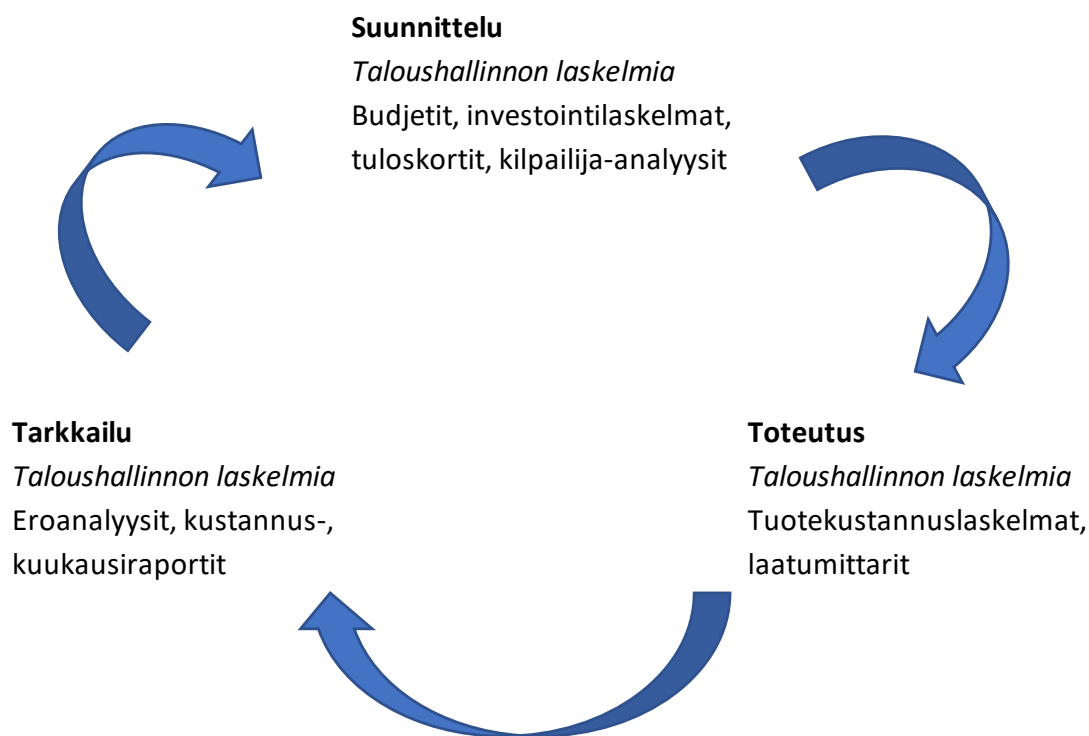 Suunnittelu
Taloushallinnon laskelmia
Budjetit, investointilaskelmat,
tuloskortit, kilpailija-analyysit
Tarkkailu
Taloushallinnon laskelmia
Eroanalyysit, kustannus-,
kuukausiraportit
Toteutus
Taloushallinnon laskelmia
Tuotekustannuslaskelmat,
laatumittarit